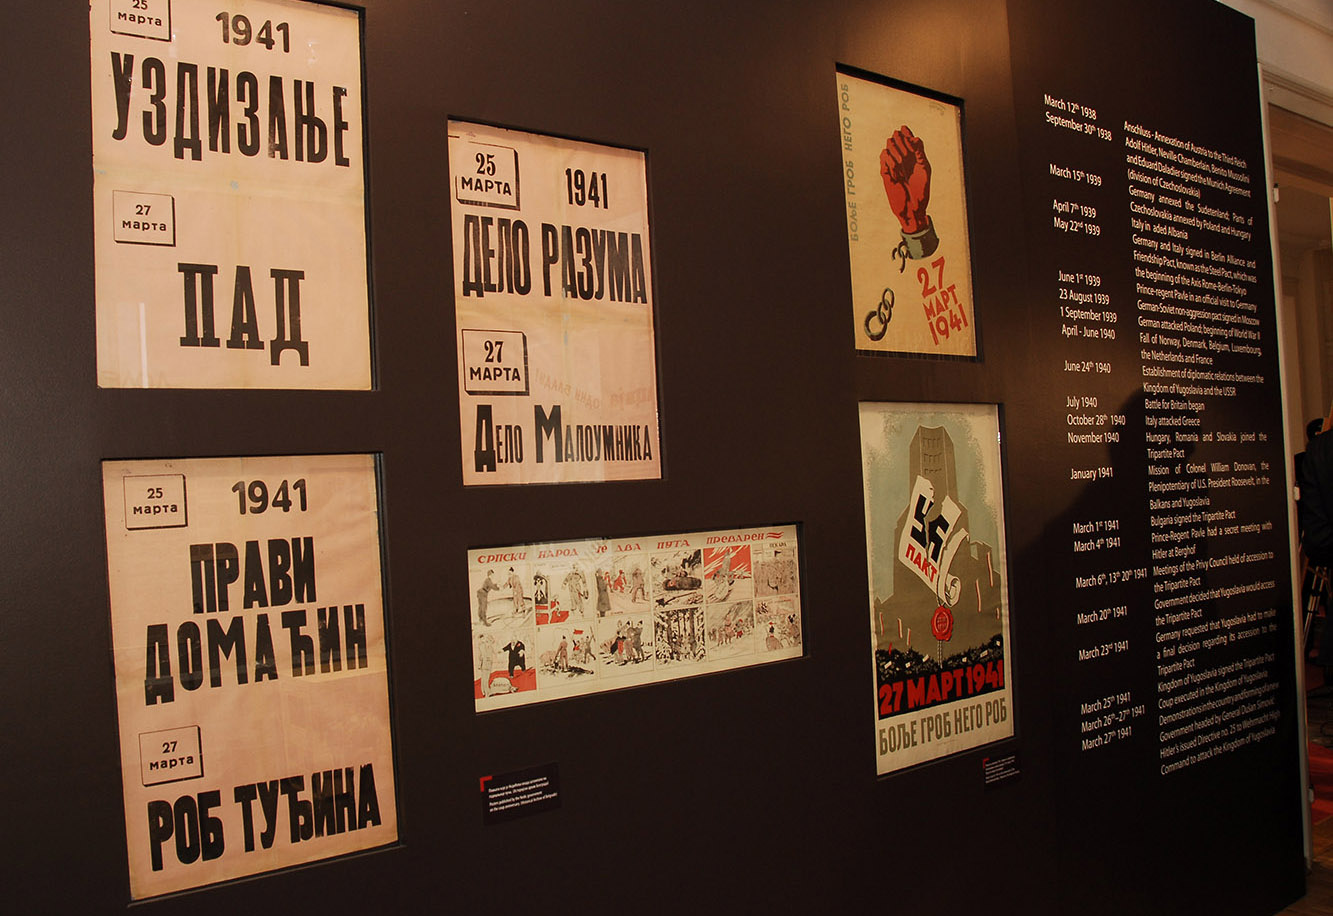 25
марта
1941
УЗДИЗАЊЕ
27
марта
ПАД
25
марта
1941
ПРАВИ
ДОМАЋИН
27
марта
РОБ ТУЂИНА
25
МАРТА
1941
ДЕЛО РАЗУМА
27
МАРТА
ДЕЛО МАЛОУМНИКА
СРПСКИ НАРОД ЈЕ ДВА ПУТА ПРЕВАРЕН
БОЉЕ ГРОБ НЕГО РОБ
27
МАРТ
1941
ПАКТ
27 МАРТ 1941
БОЉЕ ГРОБ НЕГО РОБ
March 12th 1938
Anschluss - Annexation of Austria to the Third Reich
September 30th 1938
Adolf Hitler, Neville Chamberlain, Benito Mussolini
and Eduard Daladier signed the Munich Agreement
(division of Czechoslovakia)
March 15th 1939
Germany annexed the Sudetenland; Parts of
Czechoslovakia annexed by Poland and Hungary
April 7th 1939
Italy in aded Albania
May 22nd 1939
Germany and Italy signed in Berlin Alliance and
Friendship Pact, known as the Steel Pact, which was
the beginning of the Axis Rome-Berlin-Tokyo
June 1st 1939
Prince-regent Pavle in an official visit to Germany
23 August 1939
German-Soviet non-aggression pact signed in Moscow
1 September 1939
German attacked Poland; beginning of World War II
April - June 1940
Fall of Norway, Denmark, Belgium, Luxembourg,
the Netherlands and France
June 24th 1940
Establishment of diplomatic relations between the
Kingdom of Yugoslavia and the USSR
July 1940
Battle for Britain began
October 28th 1940
Italy attacked Greece
November 1940
Hungary, Romania and Slovakia joined the
Tripartite Pact
January 1941
Mission of Colonel William Donovan, the
Plenipotentiary of U.S. President Roosevelt, in the
Balkans and Yugoslavia
March 1st 1941
Bulgaria signed the Tripartite Pact
March 4th 1941
Prince-Regent Pavle had a secret meeting with
Hitler at Berghof
March 6th, 13th 20th 1941
Meetings of the Privy Council held of accession to
the Tripartite Pact
March 20th 1941
Government decided that Yugoslavia would access
the Tripartite Pact
March 23rd 1941
Germany requested that Yugoslavia had to make
a final decision regarding its accession to the
Tripartite Pact
March 25th 1941
Kingdom of Yugoslavia signed the Tripartite Pact
March 26th-27th 1941
Coup executed in the Kingdom of Yugoslavia
March 27th 1941
Demonstrations in the country and forming of a new
Government headed by General Dušan Simović
Hitler's issued Directive no. 25 to Wehrmacht High
Command to attack the Kingdom of Yugoslavia